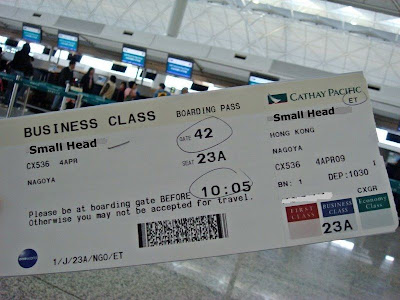 BUSINESS CLASS
BOARDING PASS
Small Head
GATE 42
CX536 4APR
SEAT 23A
NAGOYA
Please be at boarding gate BEFORE 10:05
Otherwise you may not be accepted for travel.
1/J/23A/NGO/ET
CATHAY PACIFIC
ET
Small Head
HONG KONG
NAGOYA
CX536 4APR09
BN: 1 DEP:1030
CXGR
FIRST CLASS
BUSINESS CLASS
Economy Class
1/J 23A